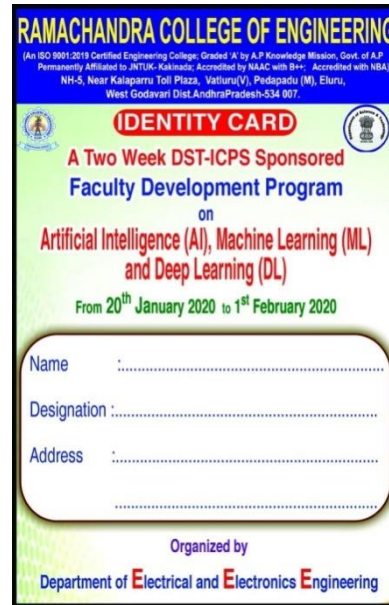 RAMACHANDRA COLLEGE OF ENGINEERING
(An ISO 9001:2019 Certified Engineering College; Graded 'A' by A.P Knowledge Mission, Govt. of A.P
Permanently Affiliated to JNTUK- Kakinada; Accredited by NAAC with B++; Accredited with NBA)
NH-5, Near Kalaparru Toll Plaza, Vatluru(V), Pedapadu (M), Eluru,
West Godavari Dist.AndhraPradesh-534 007.
IDENTITY CARD
A Two Week DST-ICPS Sponsored
Faculty Development Program
on
Artificial Intelligence (AI), Machine Learning (ML)
and Deep Learning (DL)
From 20th January 2020 to 1st February 2020
Name :
Designation :
Address :
Organized by
Department of Electrical and Electronics Engineering